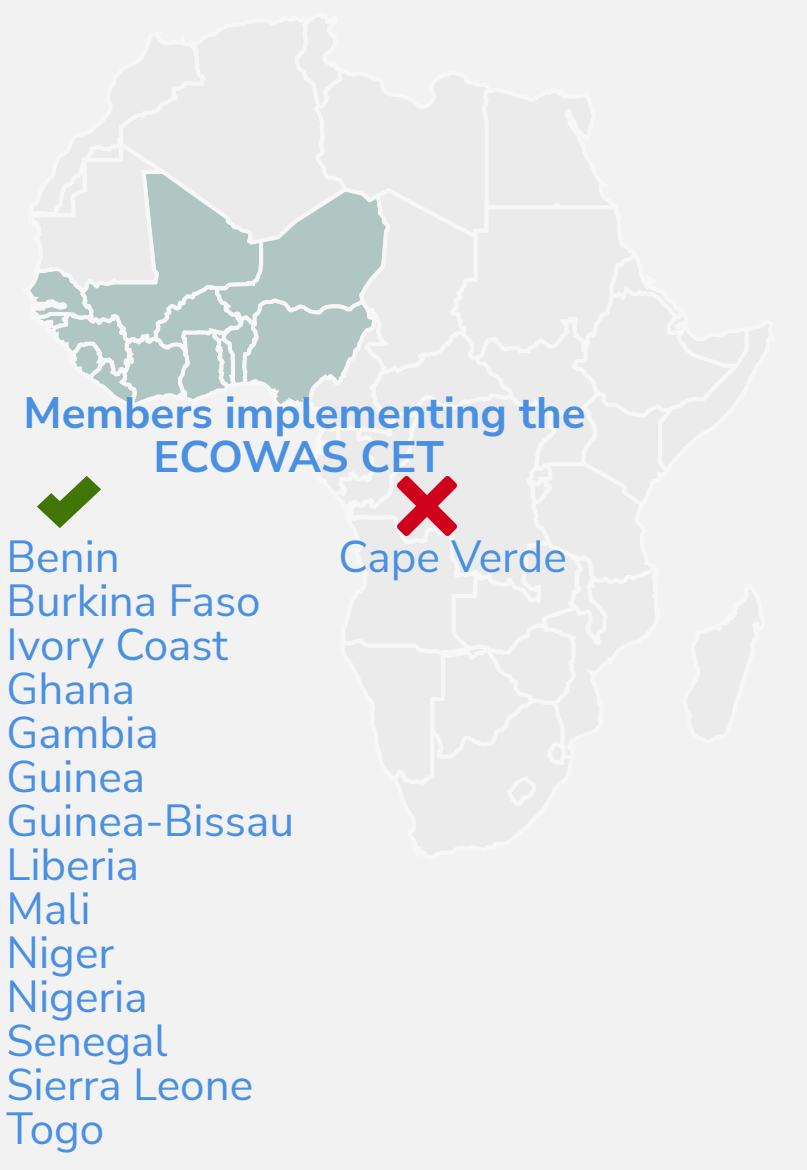 Members implementing the
ECOWAS CET
Benin
Burkina Faso
Ivory Coast
Ghana
Gambia
Guinea
Guinea-Bissau
Liberia
Mali
Niger
Nigeria
Senegal
Sierra Leone
Togo
Cape Verde